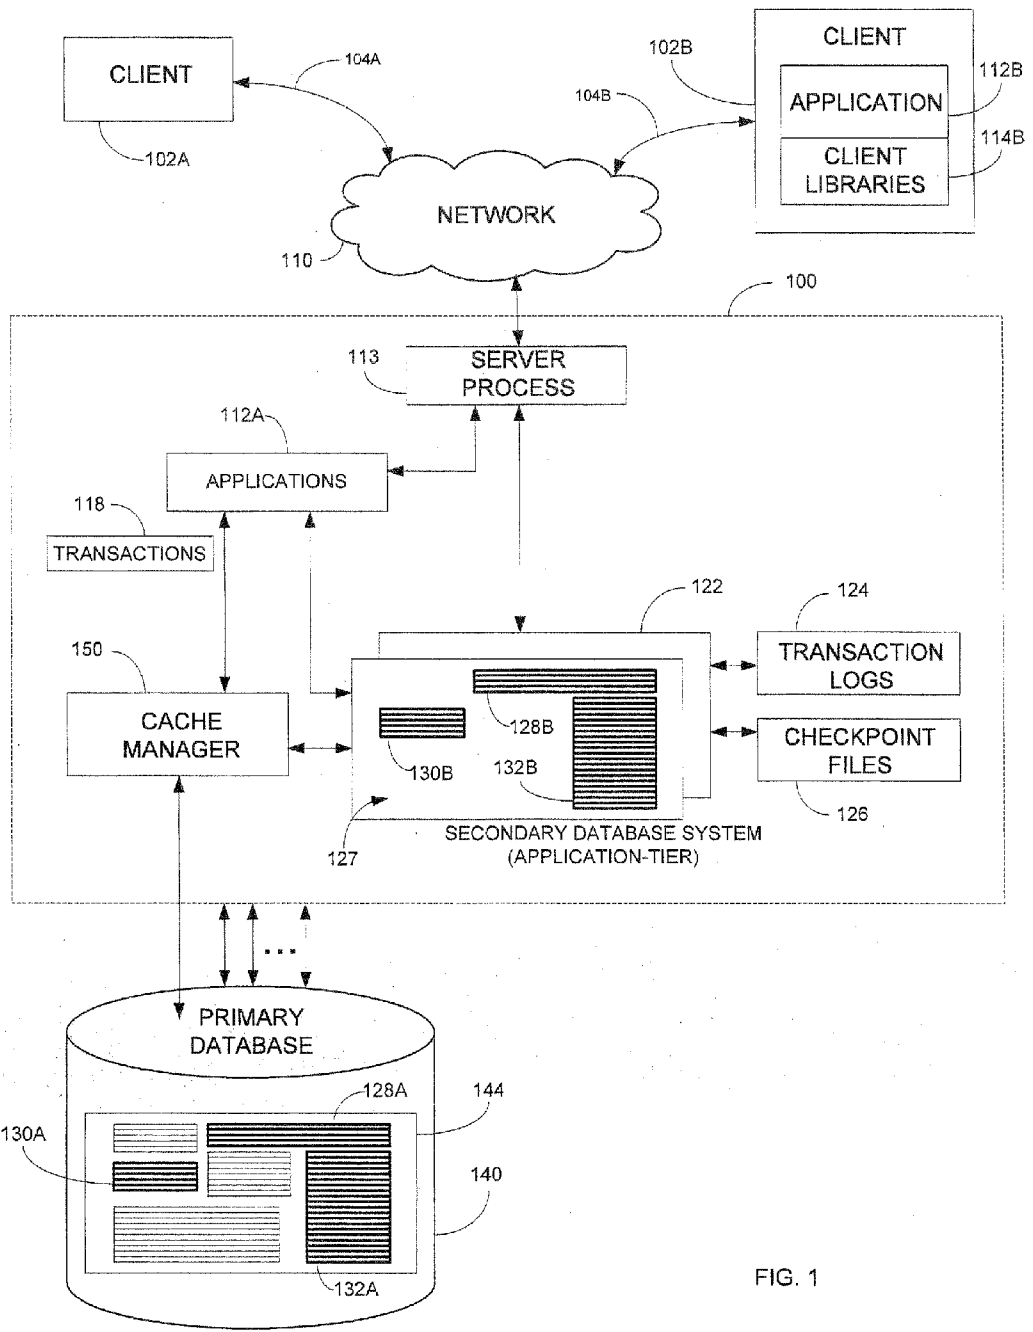 CLIENT
102A
104A
104B
102B
CLIENT
APPLICATION
CLIENT
LIBRARIES
112B
114B
NETWORK
110
100
113
SERVER
PROCESS
112A
APPLICATIONS
118
TRANSACTIONS
150
CACHE
MANAGER
122
124
TRANSACTION
LOGS
128B
130B
132B
CHECKPOINT
FILES
126
127
SECONDARY DATABASE SYSTEM
(APPLICATION-TIER)
...
PRIMARY
DATABASE
128A
144
130A
140
132A
FIG. 1